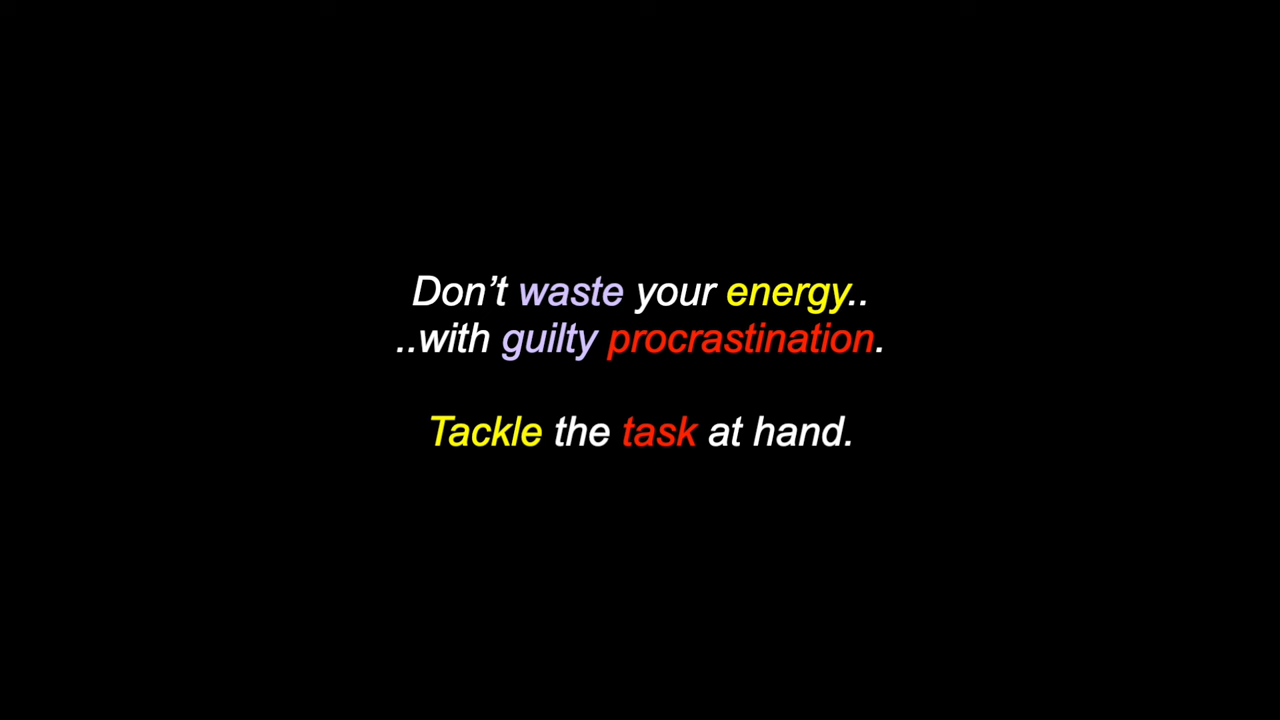 Don’t waste your energy..
..with guilty procrastination.
Tackle the task at hand.